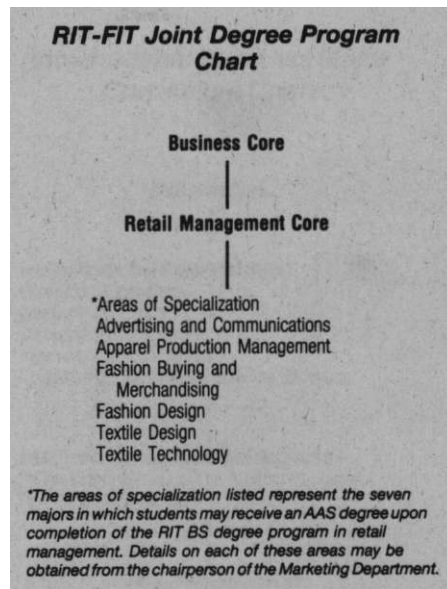 RIT-FIT Joint Degree Program
Chart
Business Core
Retail Management Core
*Areas of Specialization
Advertising and Communications
Apparel Production Management
Fashion Buying and
Merchandising
Fashion Design
Textile Design
Textile Technology
*The areas of specialization listed represent the seven
majors in which students may receive an AAS degree upon
completion of the RIT BS degree program in retail
management. Details on each of these areas may be
obtained from the chairperson of the Marketing Department.